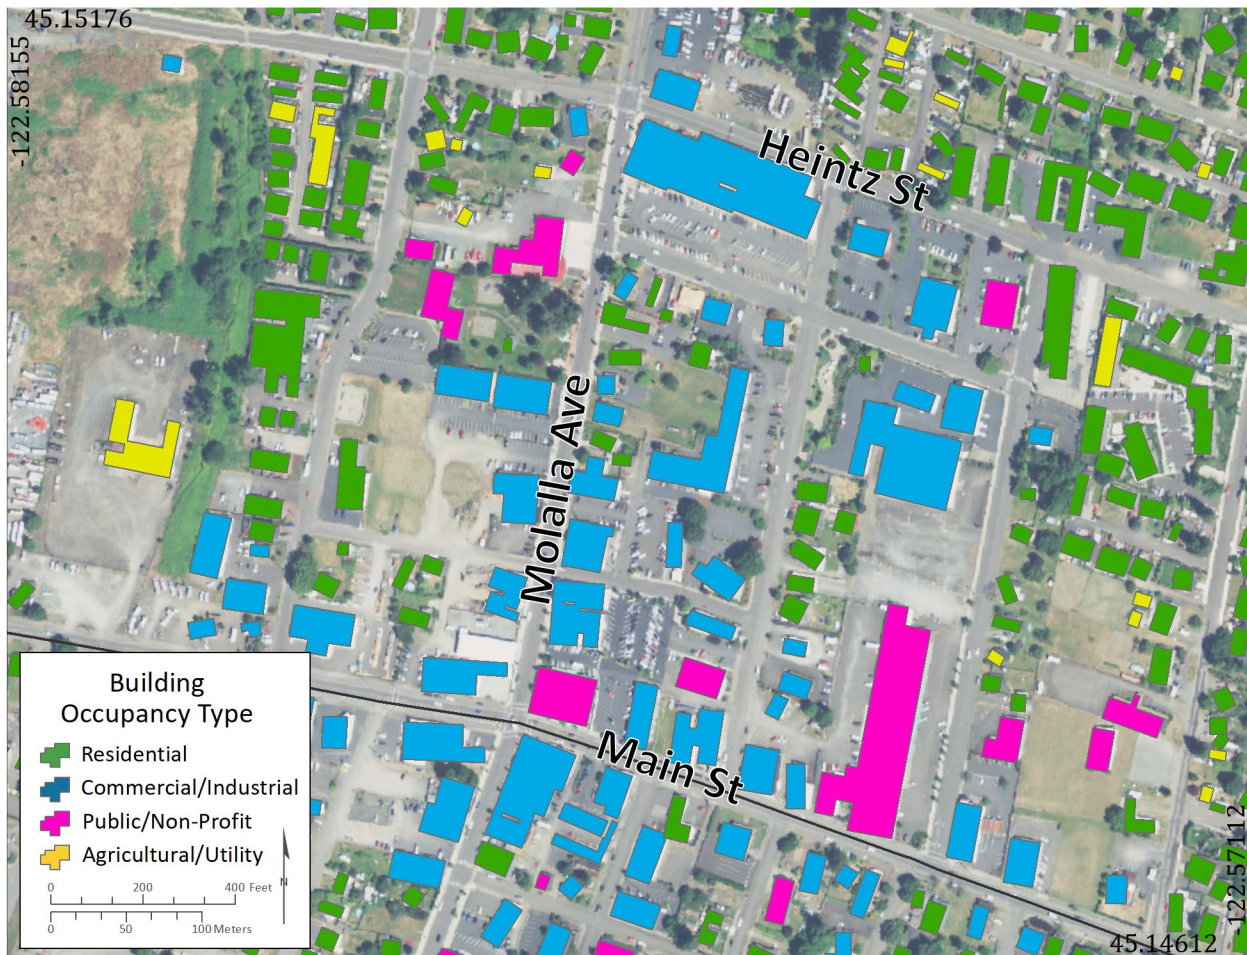 45.15176
-122.58155
Heintz St
Molalla Ave
Main St
Building
Occupancy Type
Residential
Commercial/Industrial
Public/Non-Profit
Agricultural/Utility
0 200 400 Feet
N
0 50 100 Meters
-122.57112
45.14612